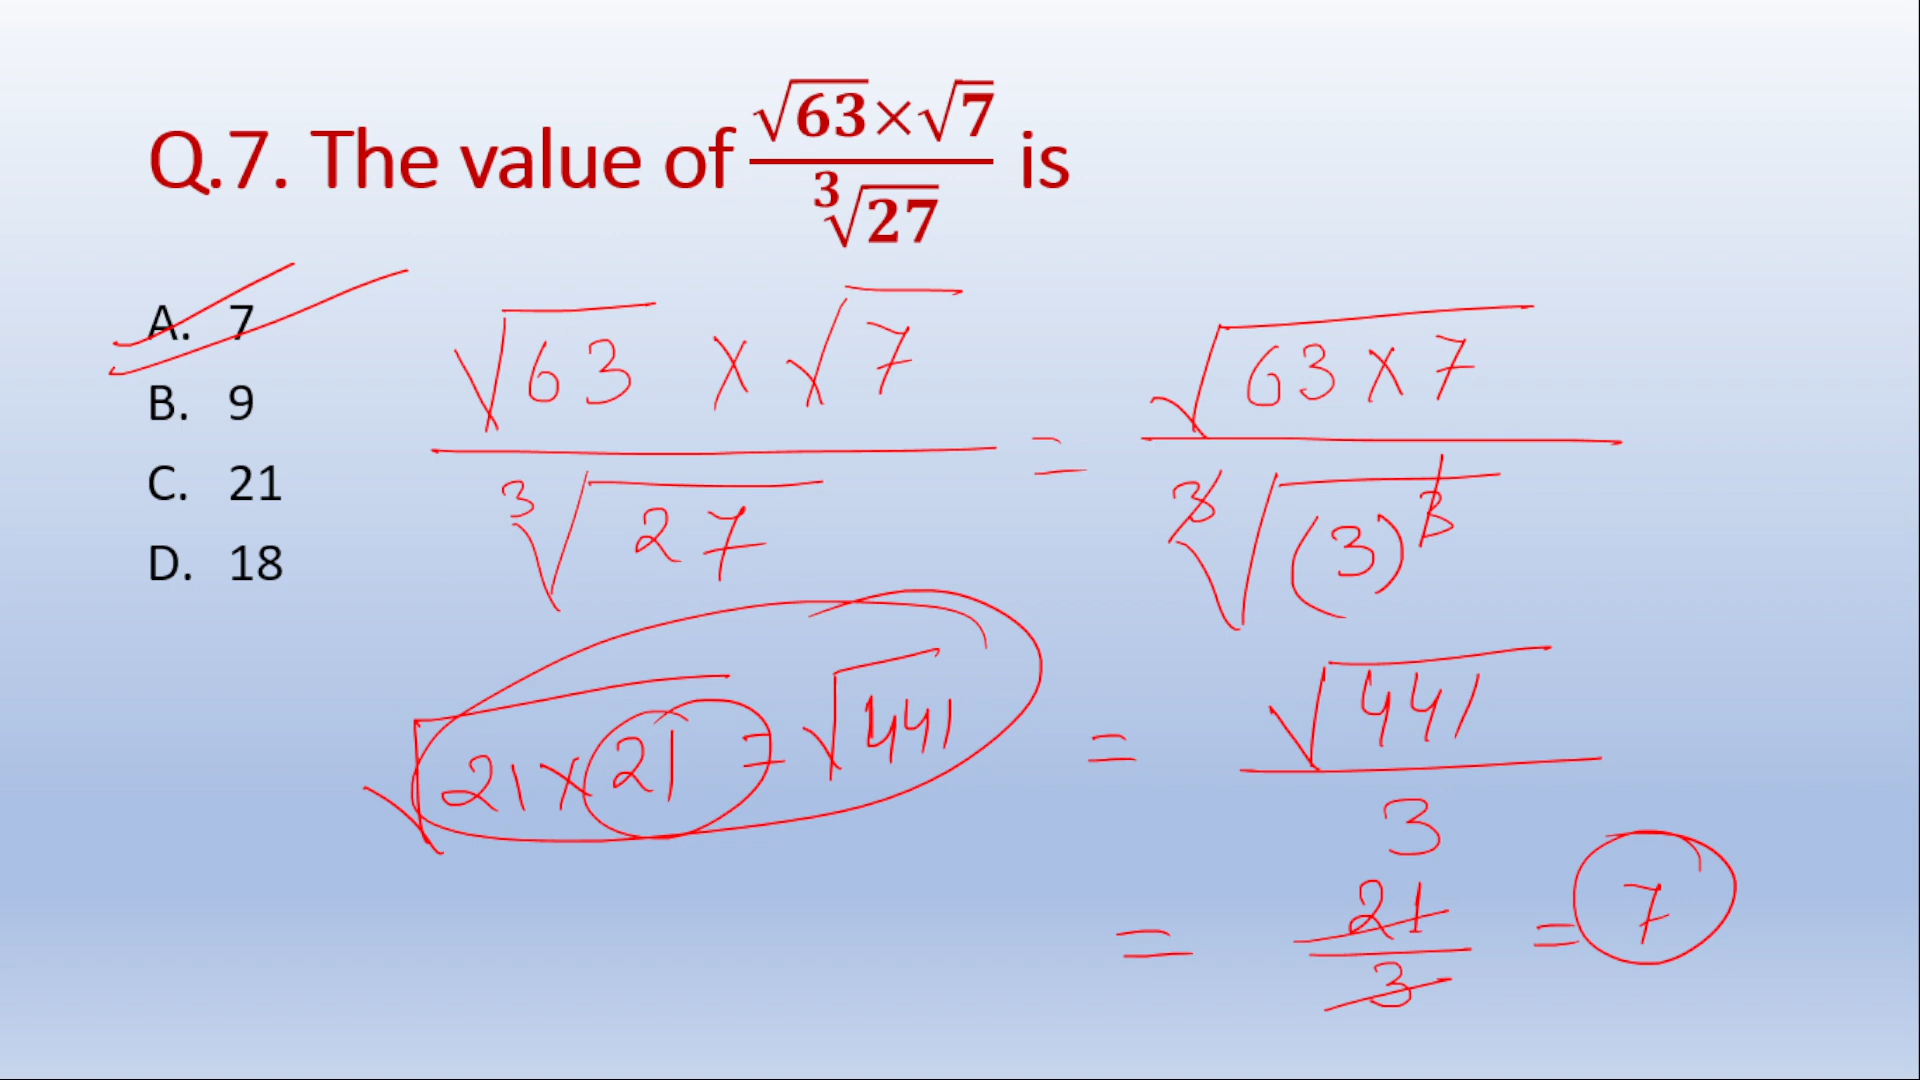 Q.7. The value of √63×√7 / ∛27 is
A. 7
B. 9
C. 21
D. 18
√63 × √7 / ∛27 = √63×7 / ∛(3)³
√21×21 = √441
= √441 / 3
= 21 / 3 = 7